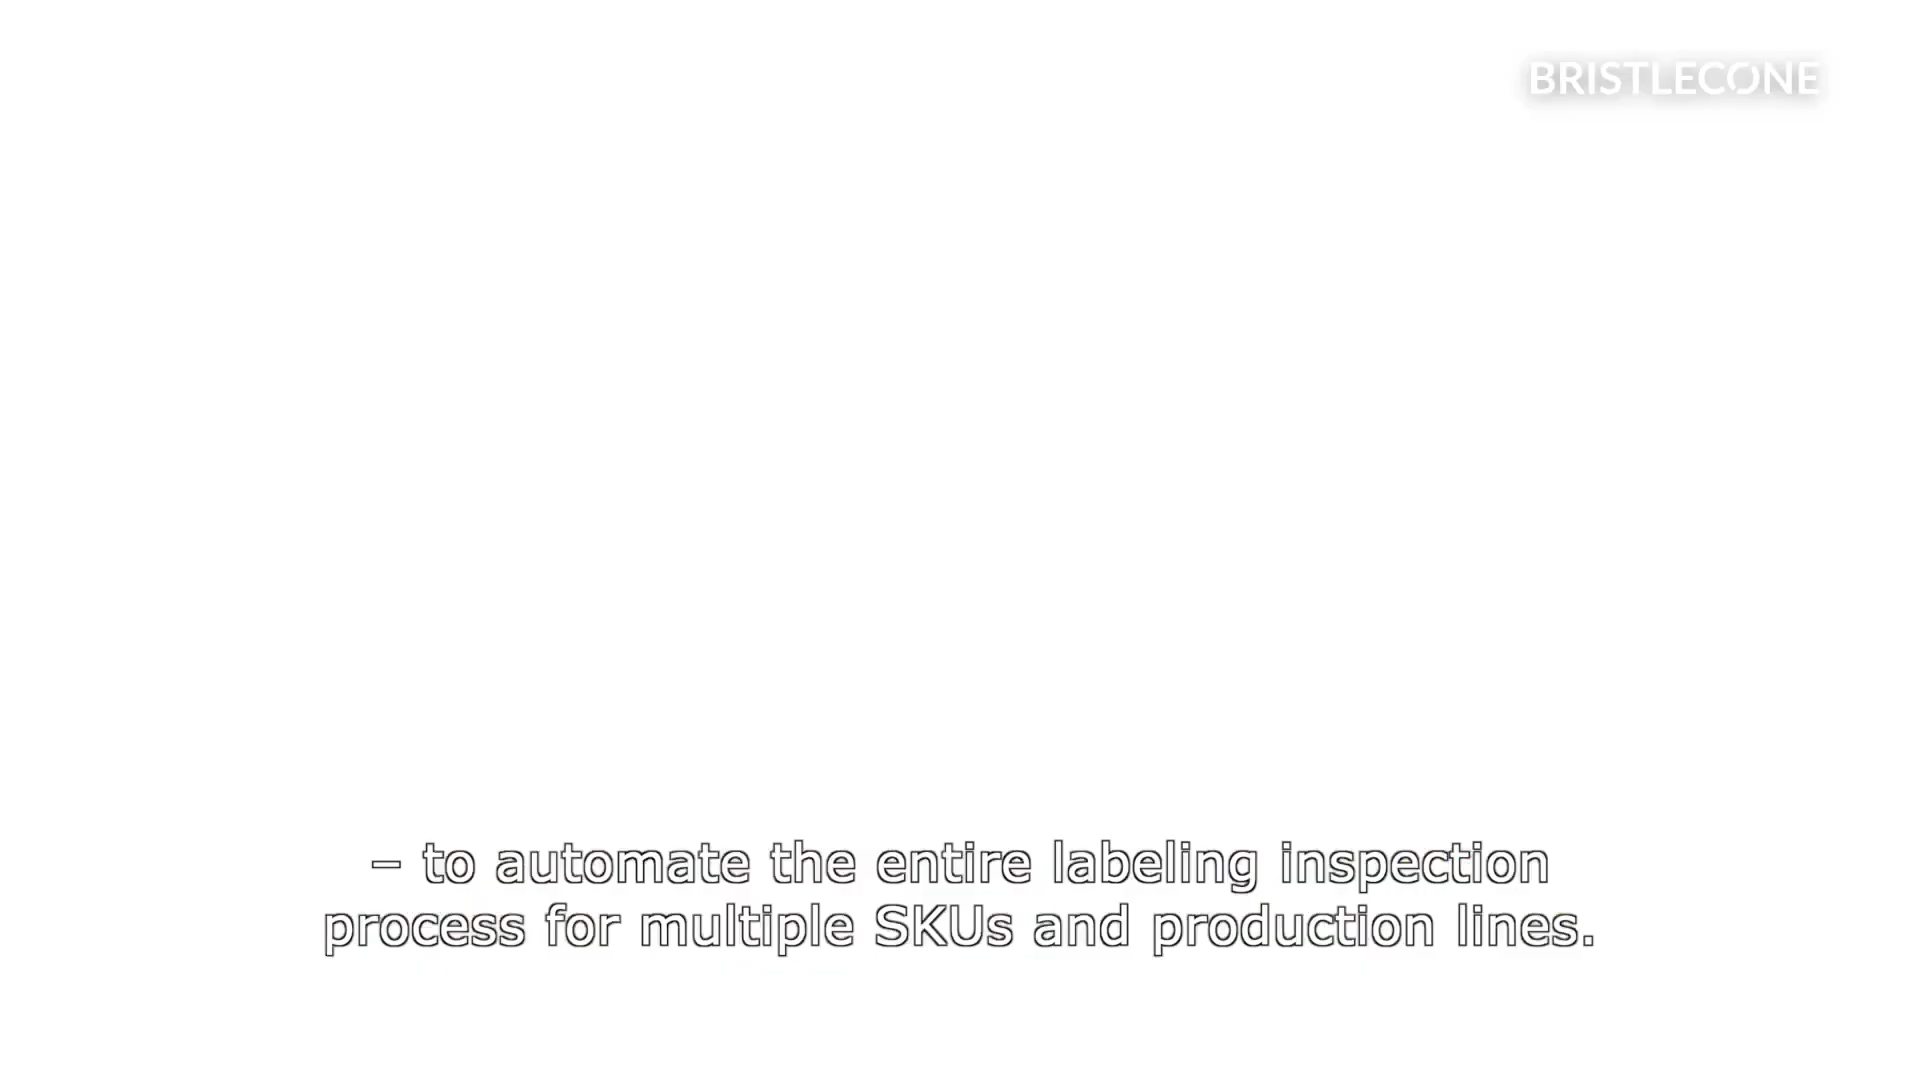 BRISTLECONE
– to automate the entire labeling inspection
process for multiple SKUs and production lines.